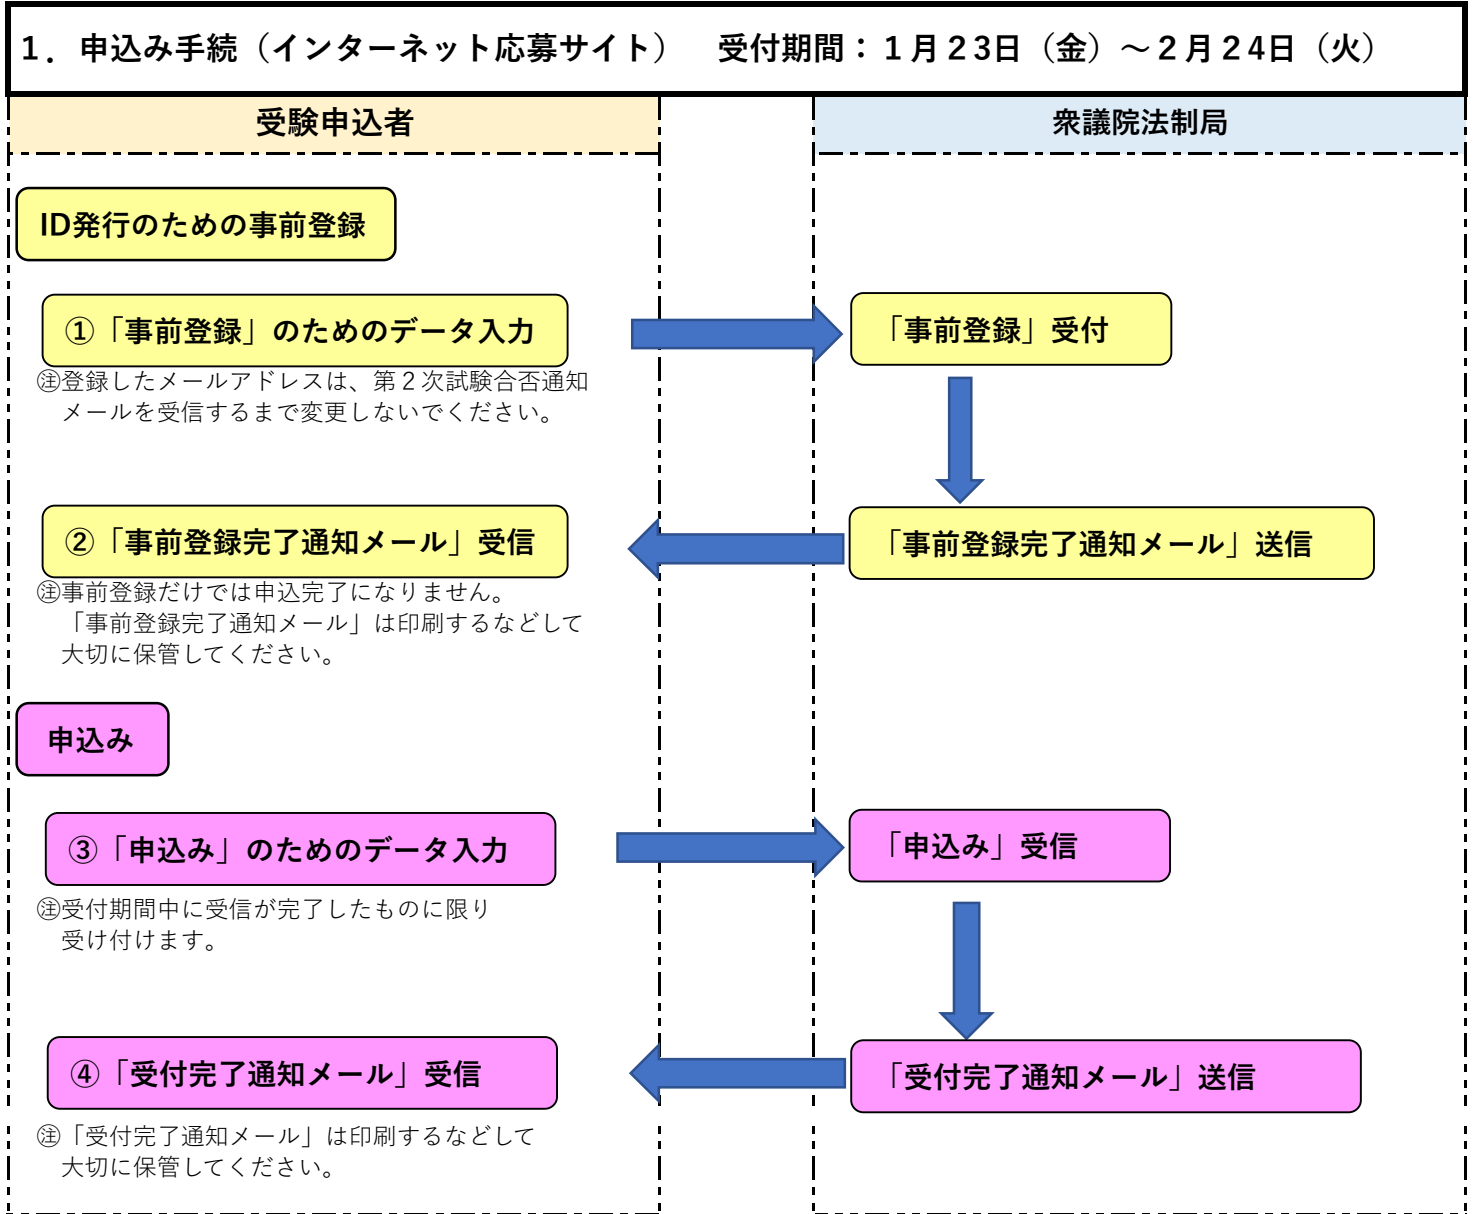 １．申込み手続（インターネット応募サイト）　受付期間：１月２３日（金）～２月２４日（火）
受験申込者
衆議院法制局
ID発行のための事前登録
①「事前登録」のためのデータ入力
「事前登録」受付
㊟登録したメールアドレスは、第２次試験合否通知
メールを受信するまで変更しないでください。
②「事前登録完了通知メール」受信
「事前登録完了通知メール」送信
㊟事前登録だけでは申込完了になりません。
「事前登録完了通知メール」は印刷するなどして
大切に保管してください。
申込み
③「申込み」のためのデータ入力
「申込み」受信
㊟受付期間中に受信が完了したものに限り
受け付けます。
④「受付完了通知メール」受信
「受付完了通知メール」送信
㊟「受付完了通知メール」は印刷するなどして
大切に保管してください。